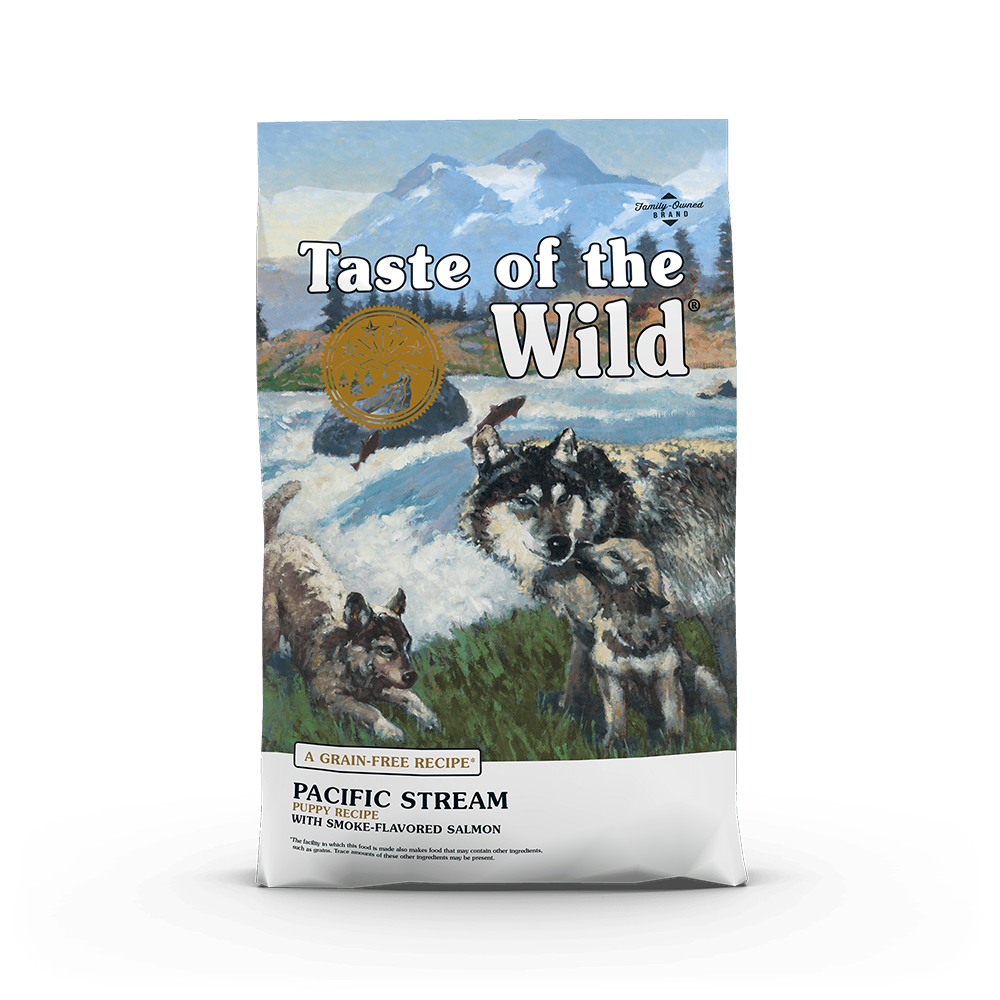 Family-Owned
BRAND
Taste of the
Wild®
A GRAIN-FREE RECIPE*
PACIFIC STREAM
PUPPY RECIPE
WITH SMOKE-FLAVORED SALMON
*The facility in which this food is made also makes food that may contain other ingredients,
such as grains. Trace amounts of these other ingredients may be present.